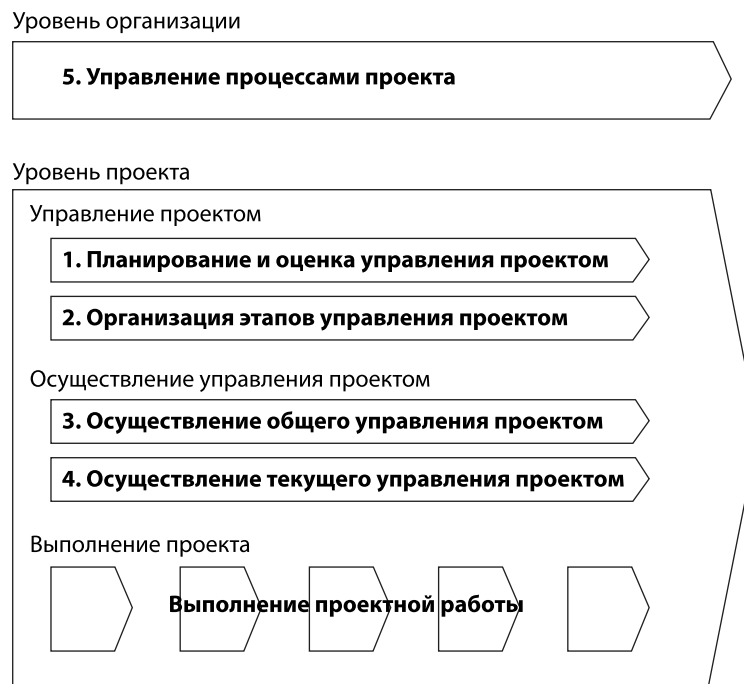 Уровень организации
5. Управление процессами проекта
Уровень проекта
Управление проектом
1. Планирование и оценка управления проектом
2. Организация этапов управления проектом
Осуществление управления проектом
3. Осуществление общего управления проектом
4. Осуществление текущего управления проектом
Выполнение проекта
Выполнение проектной работы